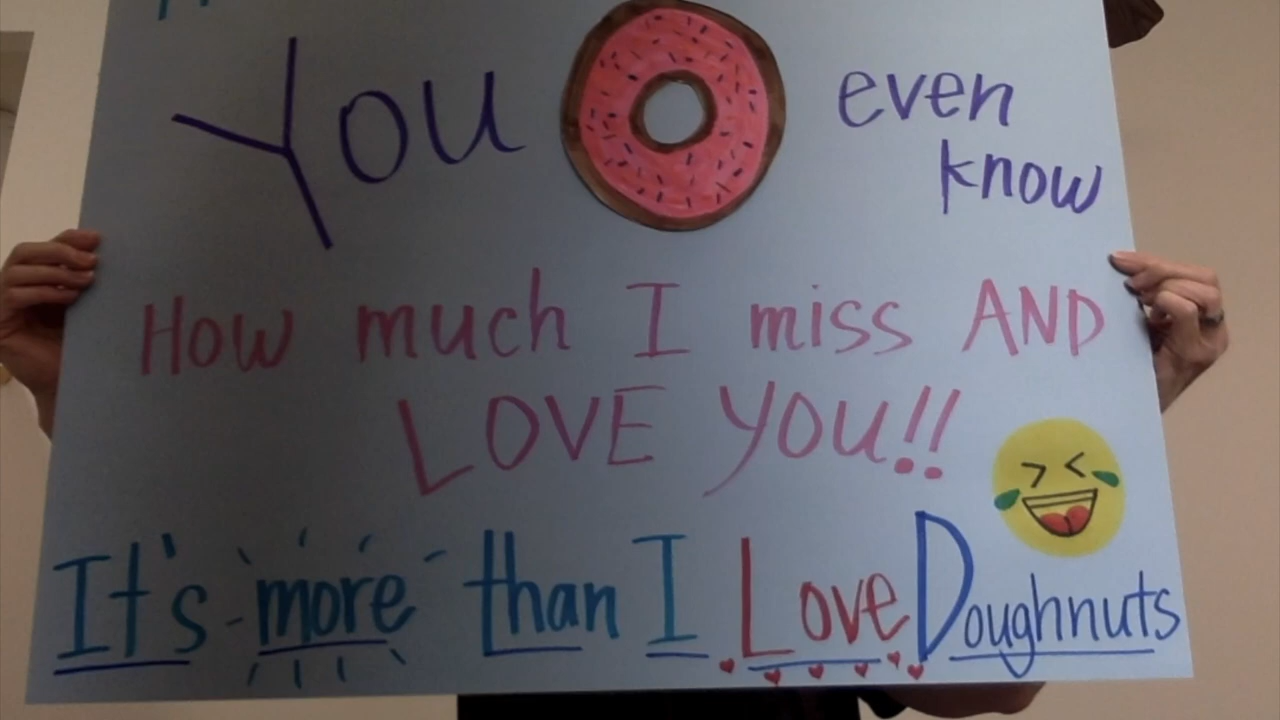 You even
know
How much I miss AND
LOVE YOU!!
It's more than I Love Doughnuts